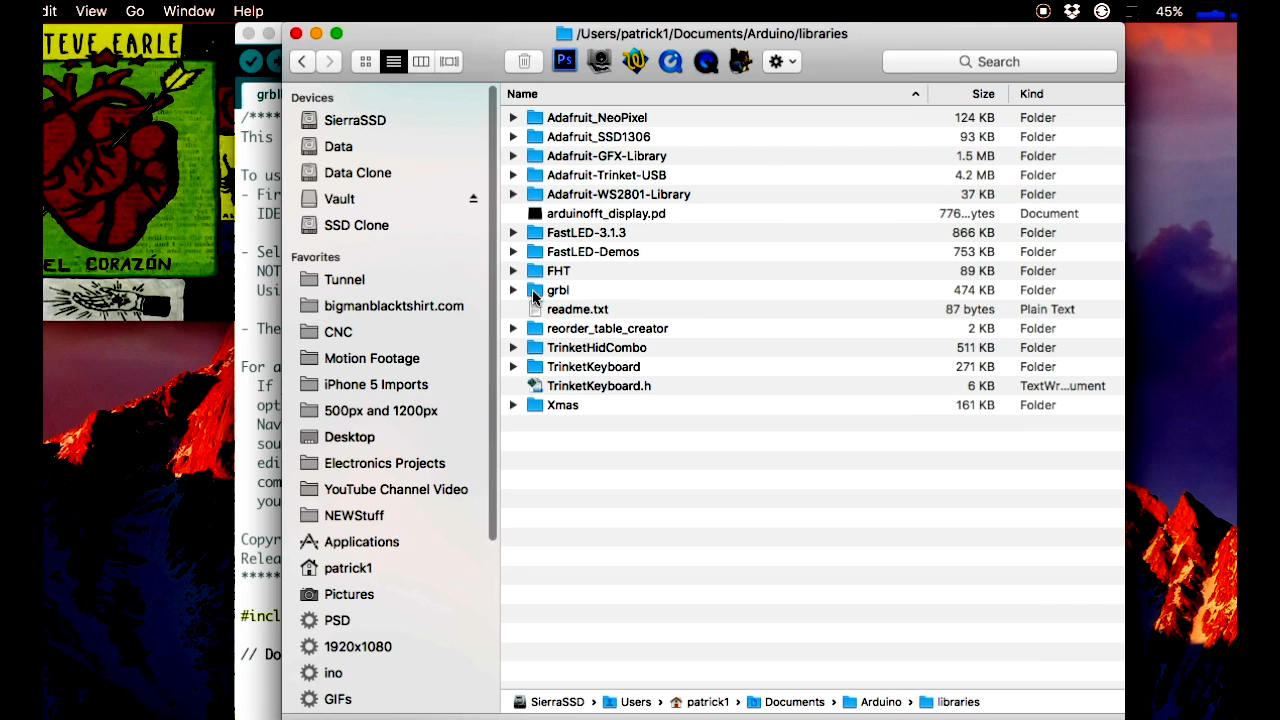 dit View Go Window Help 45%
TEVE EARLE
EL CORAZÓN
/Users/patrick1/Documents/Arduino/libraries
Ps
Search
grbl
/****
This
To us
- Fir
IDE
- Sel
NOT
Usi
- The
For a
If
opt
Nav
sou
edi
com
you
Copyr
Relea
*****
#incl
// Do
Devices
SierraSSD
Data
Data Clone
Vault
SSD Clone
Favorites
Tunnel
bigmanblacktshirt.com
CNC
Motion Footage
iPhone 5 Imports
500px and 1200px
Desktop
Electronics Projects
YouTube Channel Video
NEWStuff
Applications
patrick1
Pictures
PSD
1920x1080
ino
GIFs
Name Size Kind
Adafruit_NeoPixel 124 KB Folder
Adafruit_SSD1306 93 KB Folder
Adafruit-GFX-Library 1.5 MB Folder
Adafruit-Trinket-USB 4.2 MB Folder
Adafruit-WS2801-Library 37 KB Folder
arduinofft_display.pd 776...ytes Document
FastLED-3.1.3 866 KB Folder
FastLED-Demos 753 KB Folder
FHT 89 KB Folder
grbl 474 KB Folder
readme.txt 87 bytes Plain Text
reorder_table_creator 2 KB Folder
TrinketHidCombo 511 KB Folder
TrinketKeyboard 271 KB Folder
TrinketKeyboard.h 6 KB TextWr...ument
Xmas 161 KB Folder
SierraSSD › Users › patrick1 › Documents › Arduino › libraries